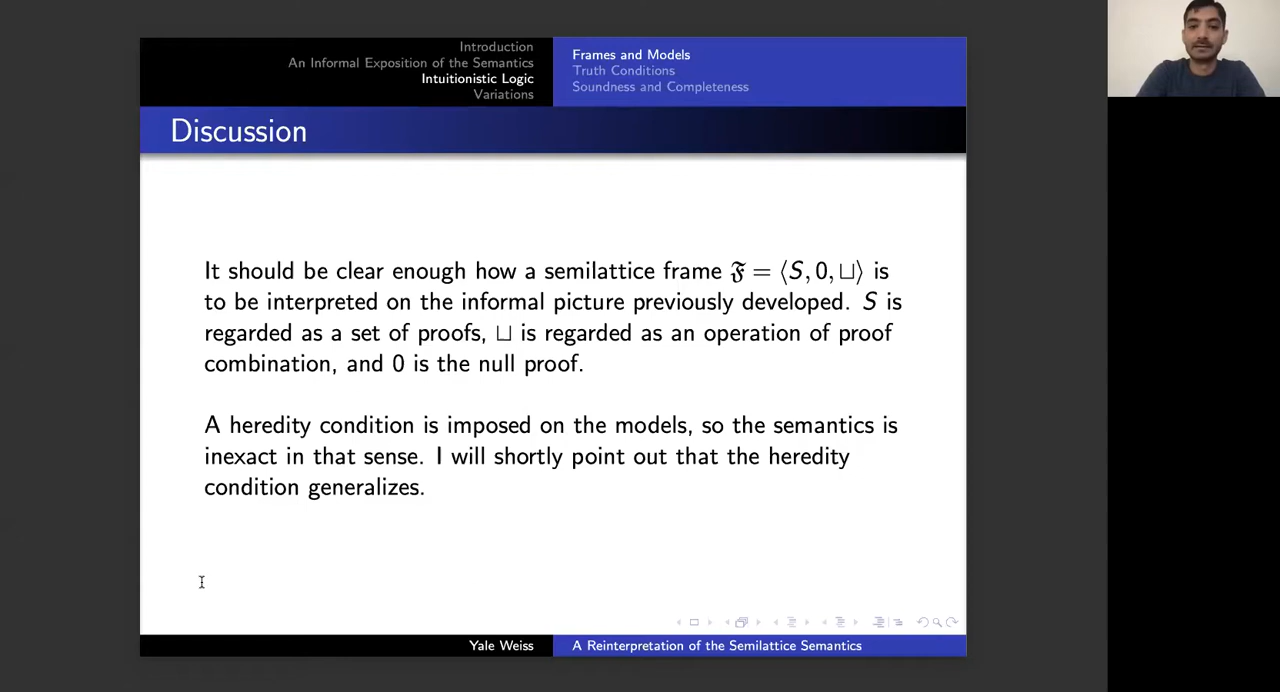 Introduction
An Informal Exposition of the Semantics
Intuitionistic Logic
Variations
Frames and Models
Truth Conditions
Soundness and Completeness
Discussion
It should be clear enough how a semilattice frame 𝔉 = ⟨S, 0, ⊔⟩ is
to be interpreted on the informal picture previously developed. S is
regarded as a set of proofs, ⊔ is regarded as an operation of proof
combination, and 0 is the null proof.
A heredity condition is imposed on the models, so the semantics is
inexact in that sense. I will shortly point out that the heredity
condition generalizes.
Yale Weiss
A Reinterpretation of the Semilattice Semantics